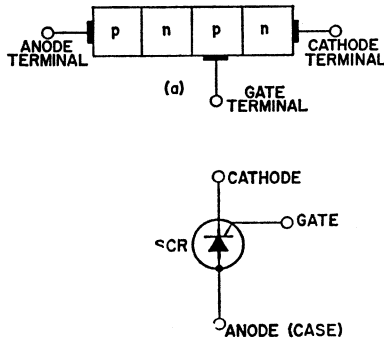 p n p n
ANODE
TERMINAL
CATHODE
TERMINAL
(a)
GATE
TERMINAL
CATHODE
GATE
SCR
ANODE (CASE)